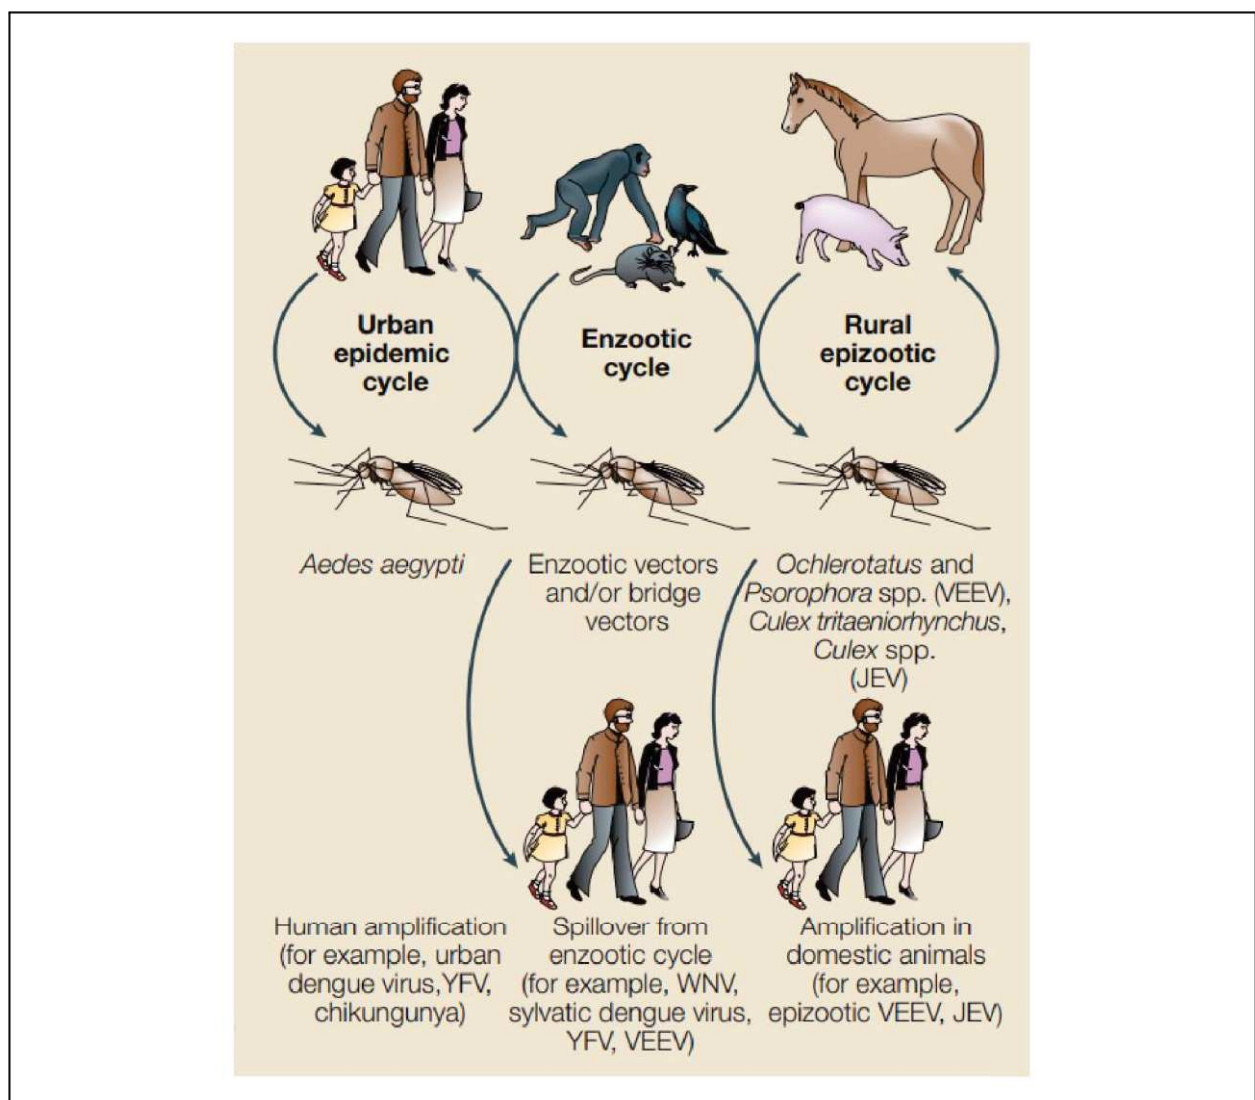 Urban
epidemic
cycle
Enzootic
cycle
Rural
epizootic
cycle
Aedes aegypti
Enzootic vectors
and/or bridge
vectors
Ochlerotatus and
Psorophora spp. (VEEV),
Culex tritaeniorhynchus,
Culex spp.
(JEV)
Human amplification
(for example, urban
dengue virus, YFV,
chikungunya)
Spillover from
enzootic cycle
(for example, WNV,
sylvatic dengue virus,
YFV, VEEV)
Amplification in
domestic animals
(for example,
epizootic VEEV, JEV)